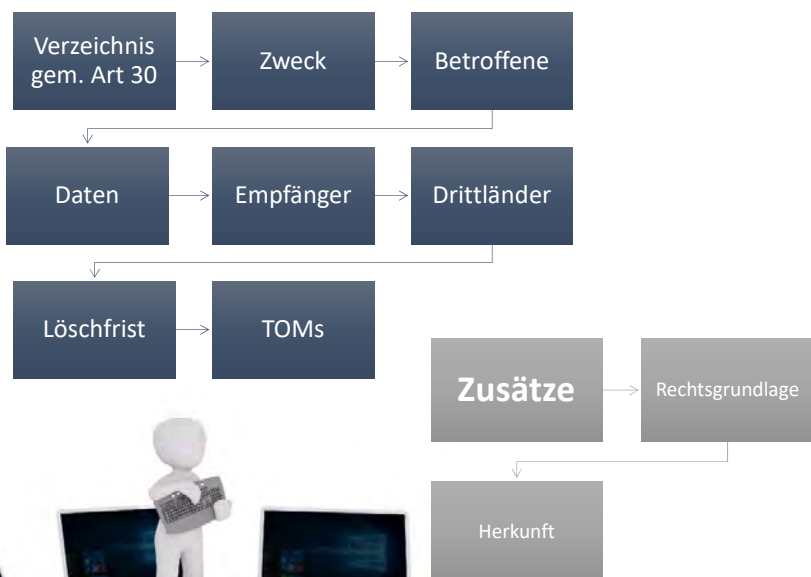 Verzeichnis
gem. Art 30
Zweck
Betroffene
Daten
Empfänger
Drittländer
Löschfrist
TOMs
Zusätze
Rechtsgrundlage
Herkunft